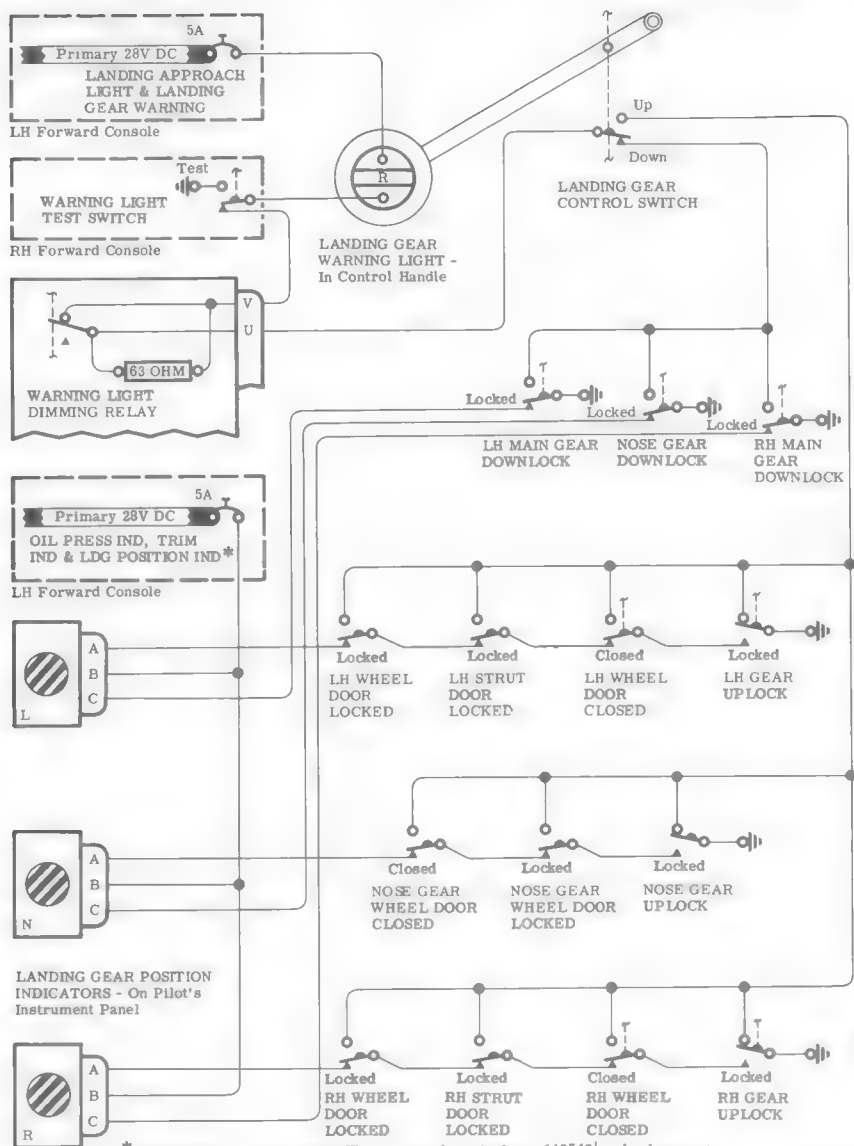 5A
Primary 28V DC
LANDING APPROACH
LIGHT & LANDING
GEAR WARNING
LH Forward Console
Test
WARNING LIGHT
TEST SWITCH
RH Forward Console
R
LANDING GEAR
WARNING LIGHT -
In Control Handle
Up
Down
LANDING GEAR
CONTROL SWITCH
V
U
63 OHM
WARNING LIGHT
DIMMING RELAY
Locked
LH MAIN GEAR
DOWNLOCK
Locked
NOSE GEAR
DOWNLOCK
Locked
RH MAIN
GEAR
DOWNLOCK
5A
Primary 28V DC
OIL PRESS IND, TRIM
IND & LDG POSITION IND*
LH Forward Console
A
B
C
L
Locked
LH WHEEL
DOOR
LOCKED
Locked
LH STRUT
DOOR
LOCKED
Closed
LH WHEEL
DOOR
CLOSED
Locked
LH GEAR
UPLOCK
A
B
C
N
Closed
NOSE GEAR
WHEEL DOOR
CLOSED
Locked
NOSE GEAR
WHEEL DOOR
LOCKED
Locked
NOSE GEAR
UPLOCK
LANDING GEAR POSITION
INDICATORS - On Pilot's
Instrument Panel
A
B
C
R
Locked
RH WHEEL
DOOR
LOCKED
Locked
RH STRUT
DOOR
LOCKED
Closed
RH WHEEL
DOOR
CLOSED
Locked
RH GEAR
UPLOCK
*